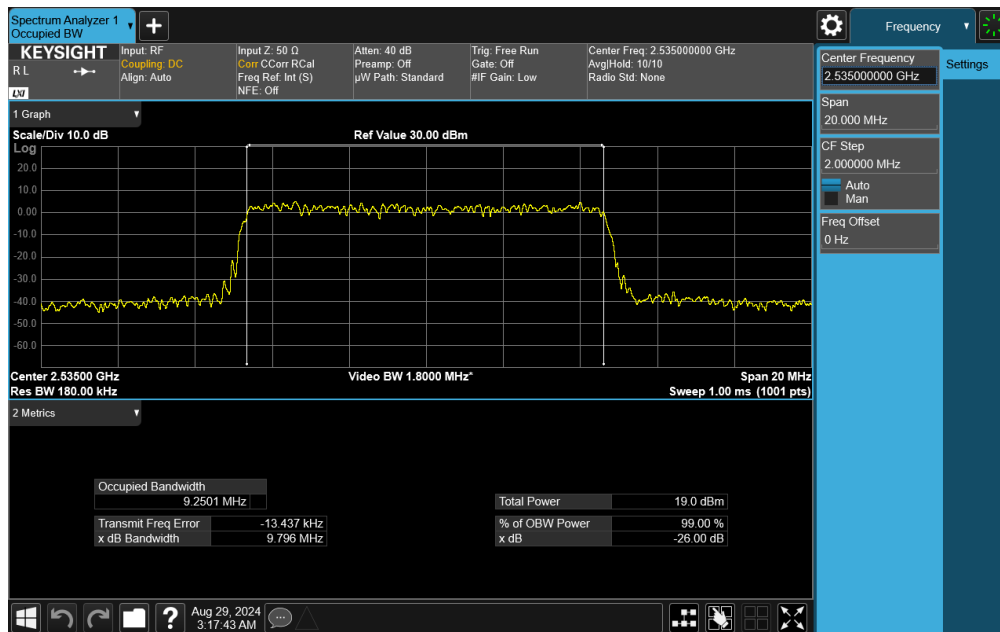 Spectrum Analyzer 1
Occupied BW
Frequency
KEYSIGHT
R L
LXI
Input: RF
Coupling: DC
Align: Auto
Input Z: 50 Ω
Corr CCorr RCal
Freq Ref: Int (S)
NFE: Off
Atten: 40 dB
Preamp: Off
µW Path: Standard
Trig: Free Run
Gate: Off
#IF Gain: Low
Center Freq: 2.535000000 GHz
Avg|Hold: 10/10
Radio Std: None
Center Frequency
2.535000000 GHz
Settings
Span
20.000 MHz
CF Step
2.000000 MHz
Auto
Man
Freq Offset
0 Hz
1 Graph
Scale/Div 10.0 dB
Ref Value 30.00 dBm
Log
20.0
10.0
0.00
-10.0
-20.0
-30.0
-40.0
-50.0
-60.0
Center 2.53500 GHz
Video BW 1.8000 MHz*
Span 20 MHz
Res BW 180.00 kHz
Sweep 1.00 ms (1001 pts)
2 Metrics
Occupied Bandwidth
9.2501 MHz
Transmit Freq Error -13.437 kHz
x dB Bandwidth 9.796 MHz
Total Power 19.0 dBm
% of OBW Power 99.00 %
x dB -26.00 dB
?
Aug 29, 2024
3:17:43 AM